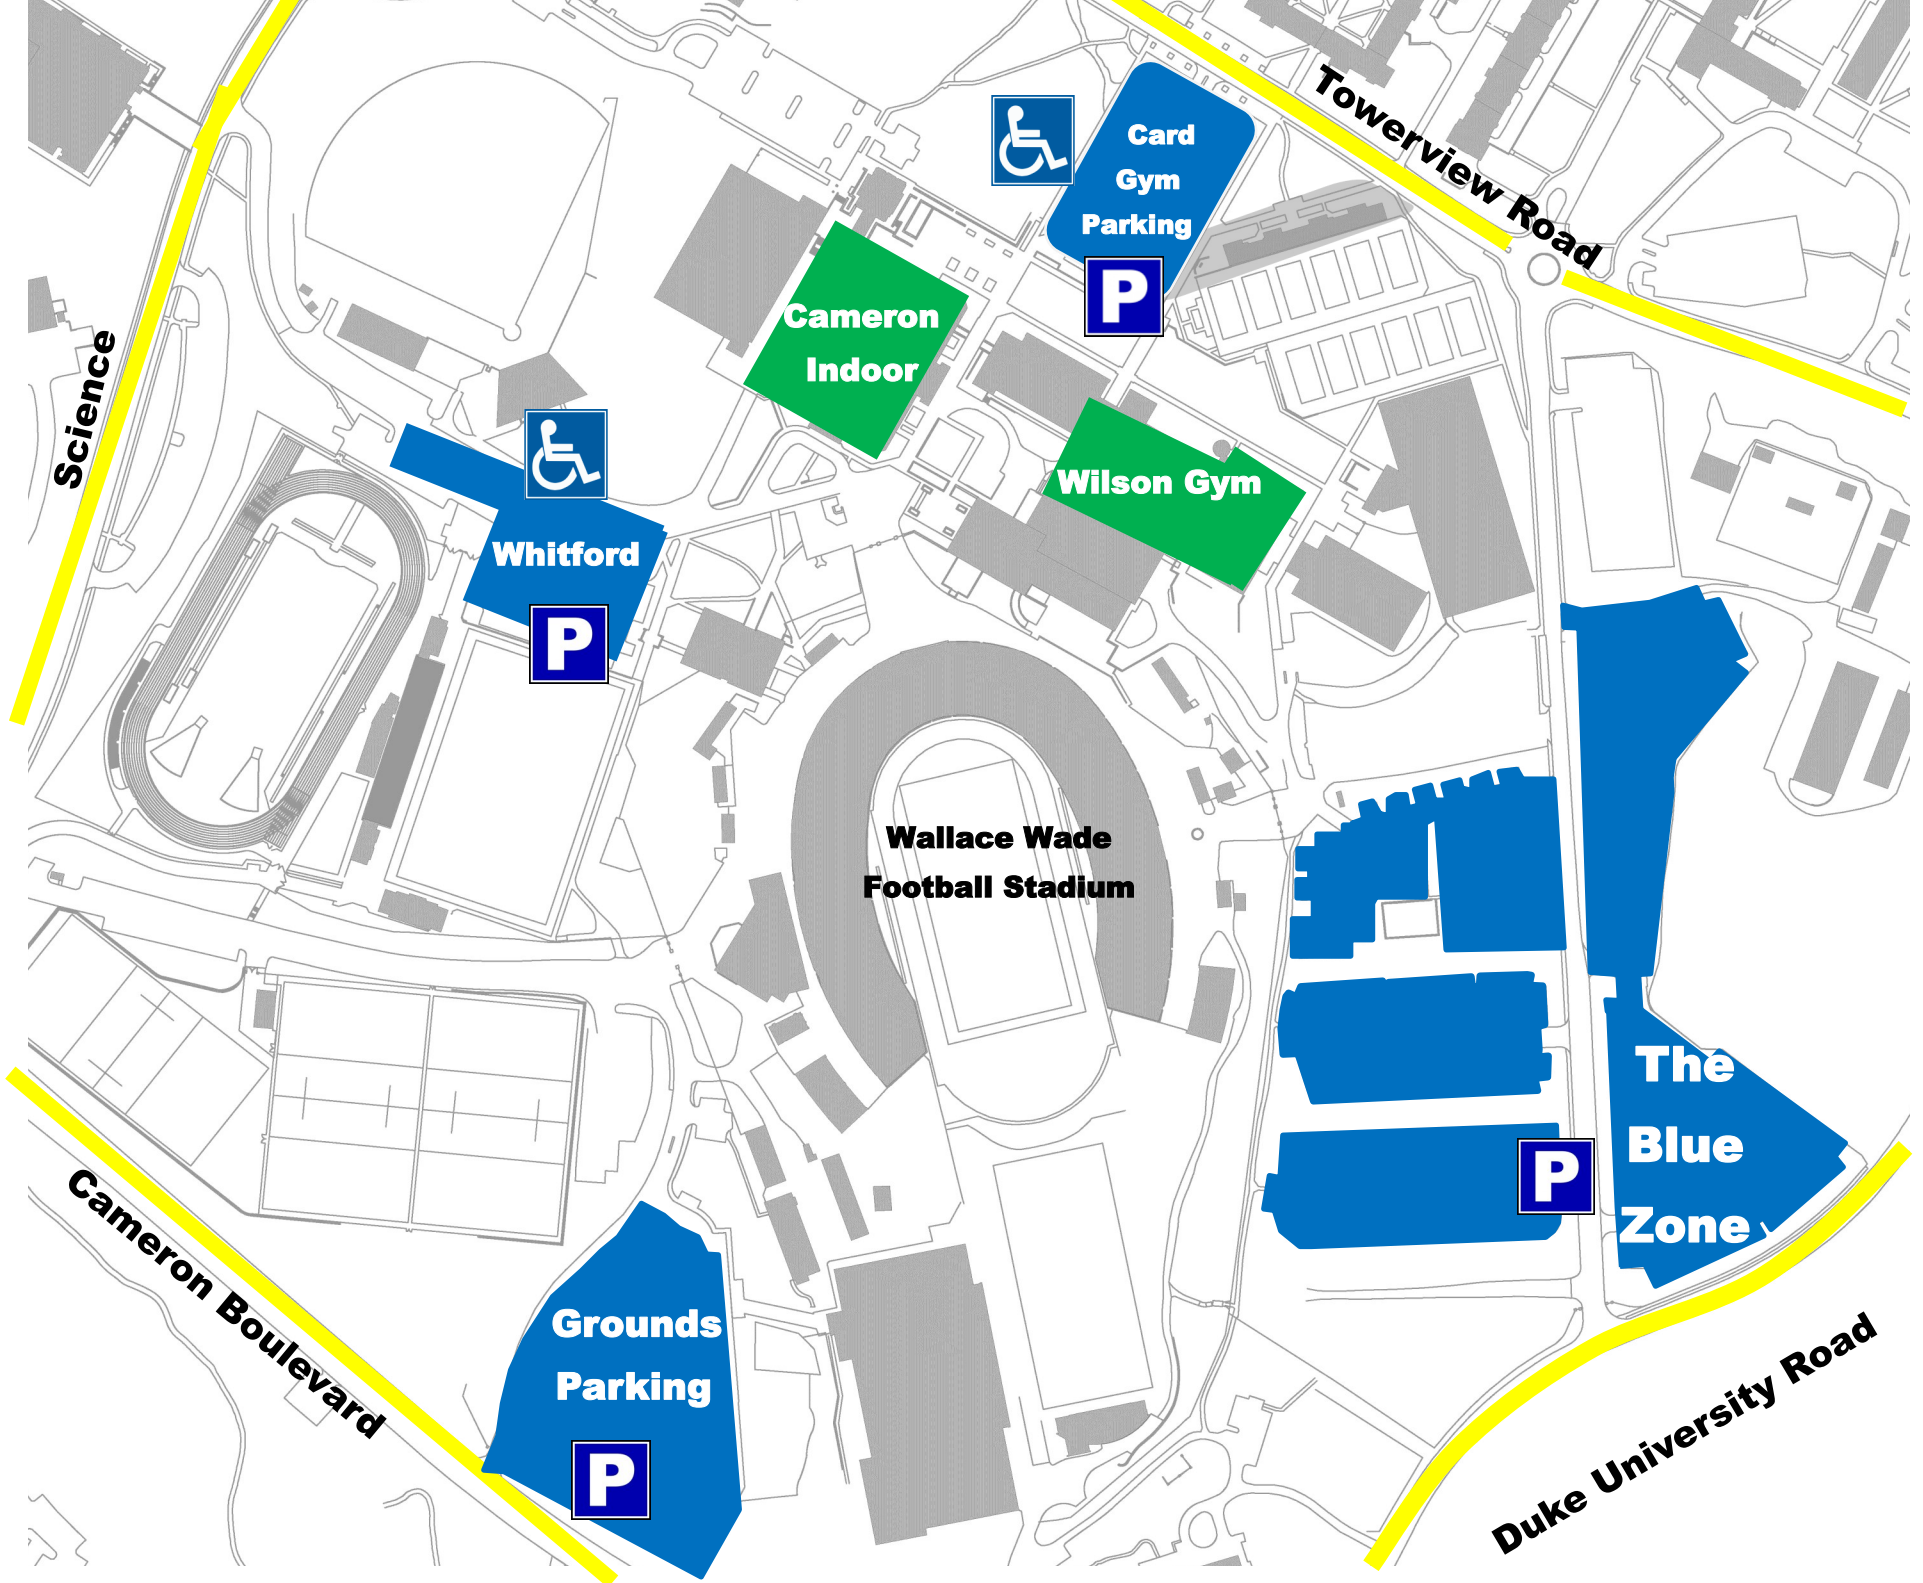 Towerview Road
Card
Gym
Parking
P
Cameron
Indoor
Science
Wilson Gym
Whitford
P
Wallace Wade
Football Stadium
The
Blue
Zone
P
Cameron Boulevard
Grounds
Parking
P
Duke University Road